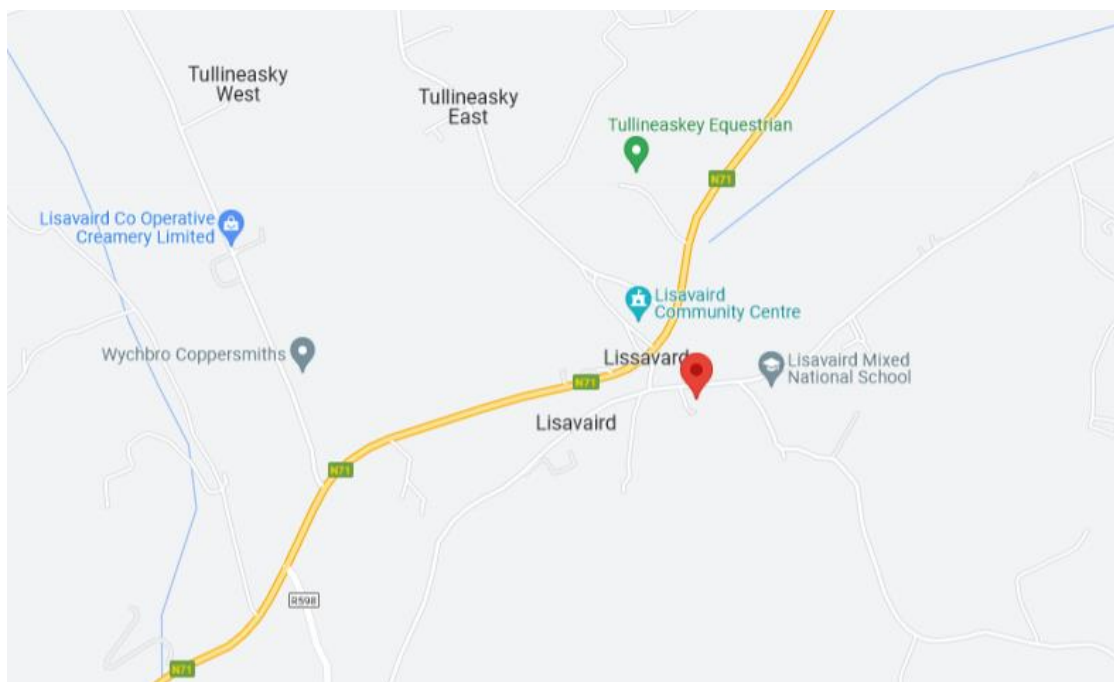 Tullineasky
West
Tullineasky
East
Tullineaskey Equestrian
N71
Lisavaird Co Operative
Creamery Limited
Lisavaird
Community Centre
Wychbro Coppersmiths
Lissavard
Lisavaird Mixed
National School
N71
Lisavaird
N71
R598
N71